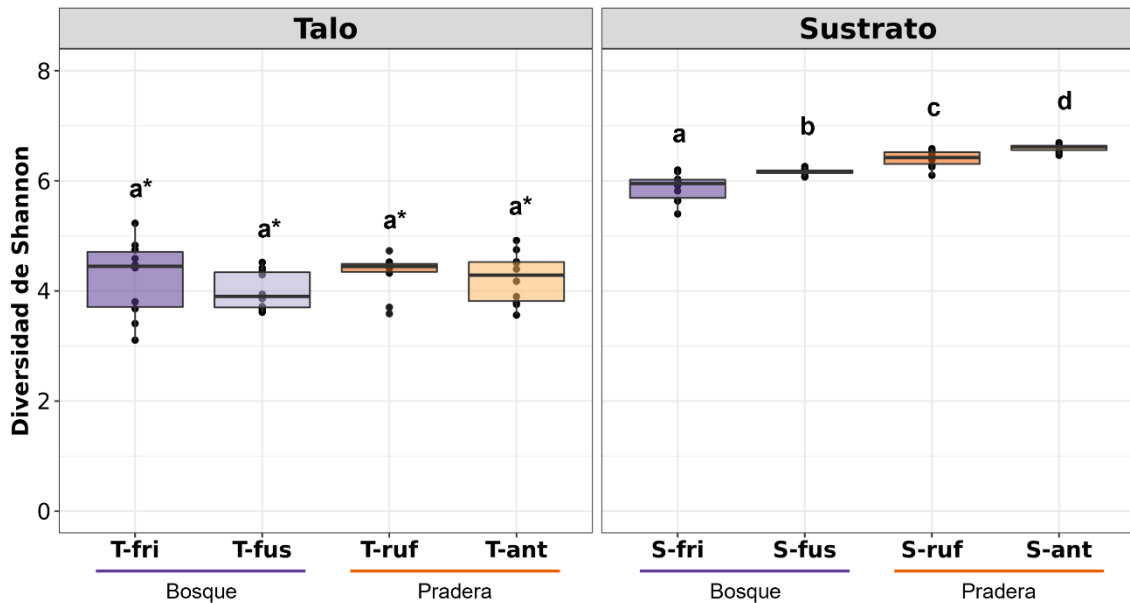 Talo
Sustrato
Diversidad de Shannon
8
6
4
2
0
a*
a*
a*
a*
a
b
c
d
T-fri
T-fus
T-ruf
T-ant
S-fri
S-fus
S-ruf
S-ant
Bosque
Pradera
Bosque
Pradera